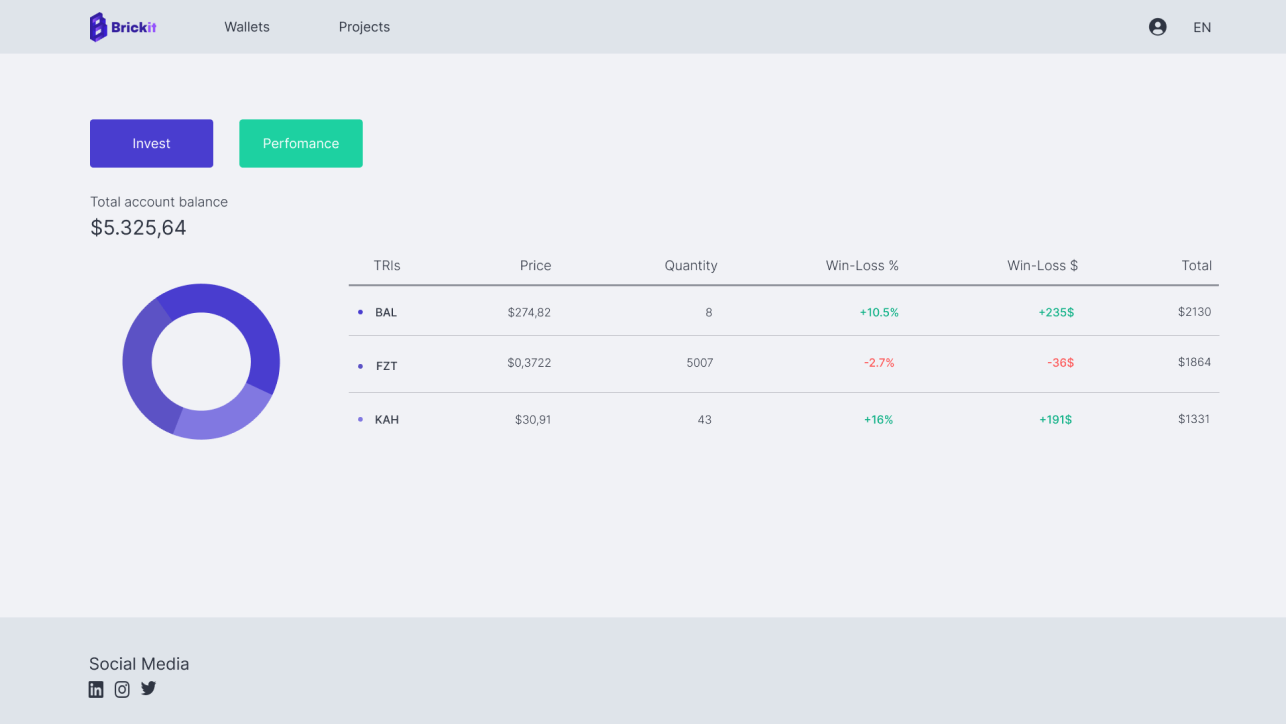 Brickit Wallets Projects EN
Invest Perfomance
Total account balance
$5.325,64
TRIs Price Quantity Win-Loss % Win-Loss $ Total
BAL $274,82 8 +10.5% +235$ $2130
FZT $0,3722 5007 -2.7% -36$ $1864
KAH $30,91 43 +16% +191$ $1331
Social Media